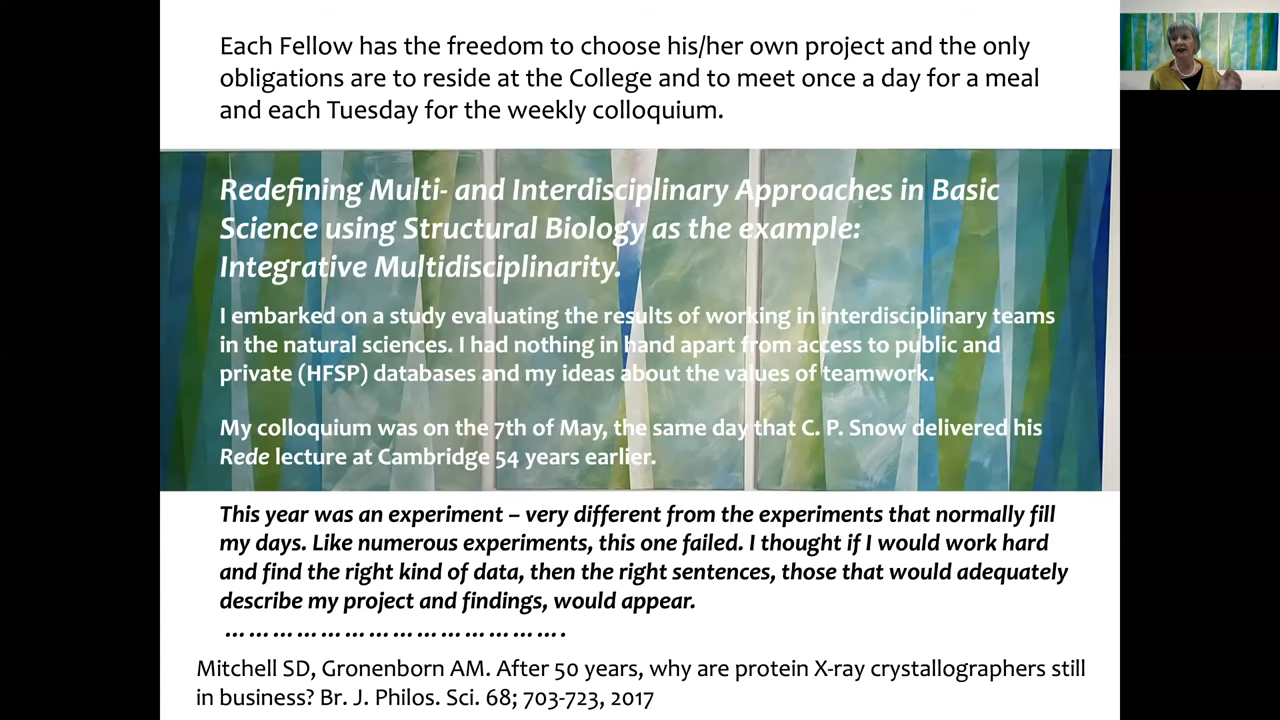 Each Fellow has the freedom to choose his/her own project and the only
obligations are to reside at the College and to meet once a day for a meal
and each Tuesday for the weekly colloquium.
Redefining Multi- and Interdisciplinary Approaches in Basic
Science using Structural Biology as the example:
Integrative Multidisciplinarity.
I embarked on a study evaluating the results of working in interdisciplinary teams
in the natural sciences. I had nothing in hand apart from access to public and
private (HFSP) databases and my ideas about the values of teamwork.
My colloquium was on the 7th of May, the same day that C. P. Snow delivered his
Rede lecture at Cambridge 54 years earlier.
This year was an experiment – very different from the experiments that normally fill
my days. Like numerous experiments, this one failed. I thought if I would work hard
and find the right kind of data, then the right sentences, those that would adequately
describe my project and findings, would appear.
……………………………………….
Mitchell SD, Gronenborn AM. After 50 years, why are protein X-ray crystallographers still
in business? Br. J. Philos. Sci. 68; 703-723, 2017